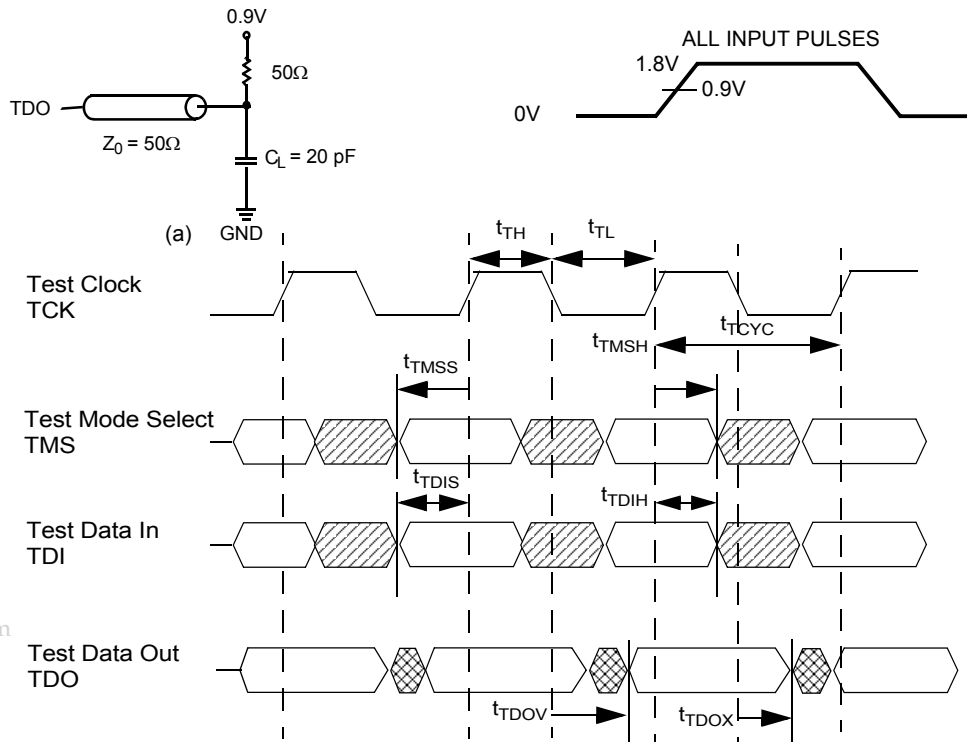 0.9V
ALL INPUT PULSES
50Ω
1.8V
0.9V
TDO
0V
Z0 = 50Ω
CL = 20 pF
(a) GND
tTH
tTL
Test Clock
TCK
tTCYC
tTMSH
tTMSS
Test Mode Select
TMS
tTDIS
tTDIH
Test Data In
TDI
Test Data Out
TDO
tTDOV
tTDOX